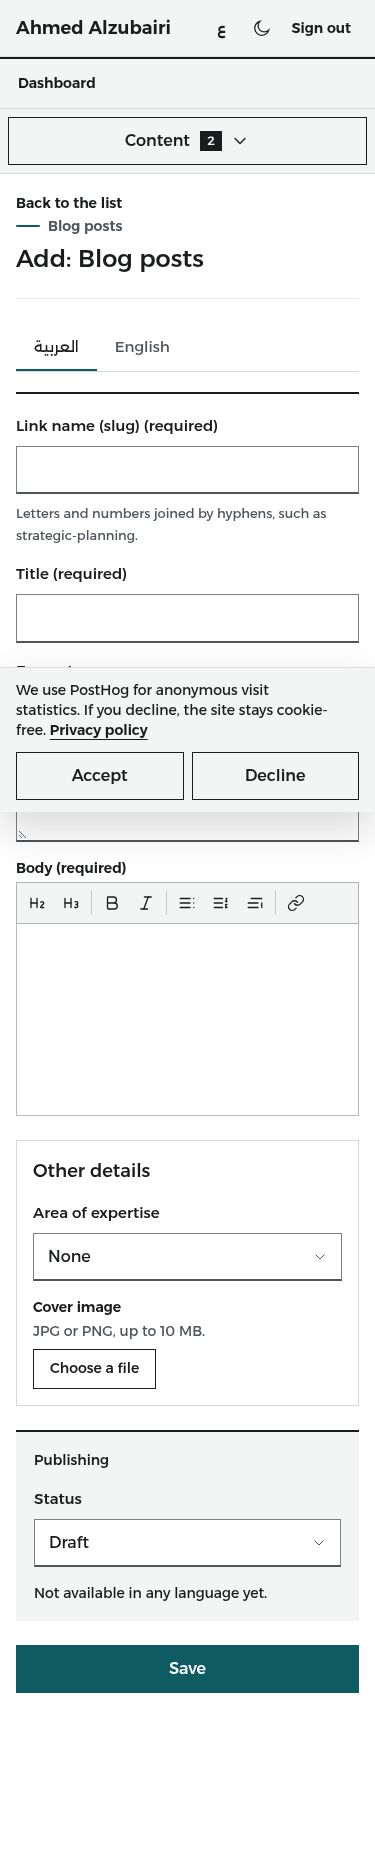 Ahmed Alzubairi
ع
Sign out
Dashboard
Content 2
Back to the list
Blog posts
Add: Blog posts
العربية
English
Link name (slug) (required)
Letters and numbers joined by hyphens, such as
strategic-planning.
Title (required)
We use PostHog for anonymous visit
statistics. If you decline, the site stays cookie-
free. Privacy policy
Accept
Decline
Body (required)
H2 H3 B I
Other details
Area of expertise
None
Cover image
JPG or PNG, up to 10 MB.
Choose a file
Publishing
Status
Draft
Not available in any language yet.
Save